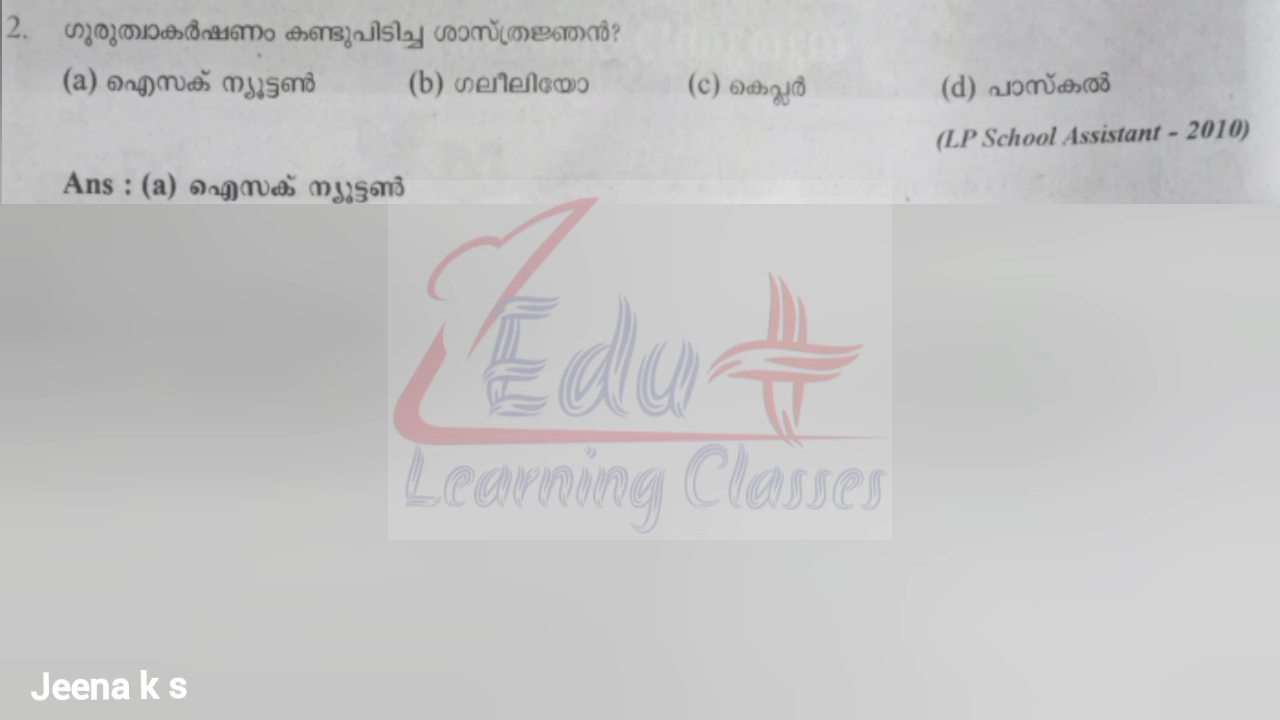 2. ഗുരുത്വാകർഷണം കണ്ടുപിടിച്ച ശാസ്ത്രജ്ഞൻ?
(a) ഐസക് ന്യൂട്ടൺ (b) ഗലീലിയോ (c) കെപ്ലർ (d) പാസ്കൽ
(LP School Assistant - 2010)
Ans : (a) ഐസക് ന്യൂട്ടൺ
Edu+
Learning Classes
Jeena k s